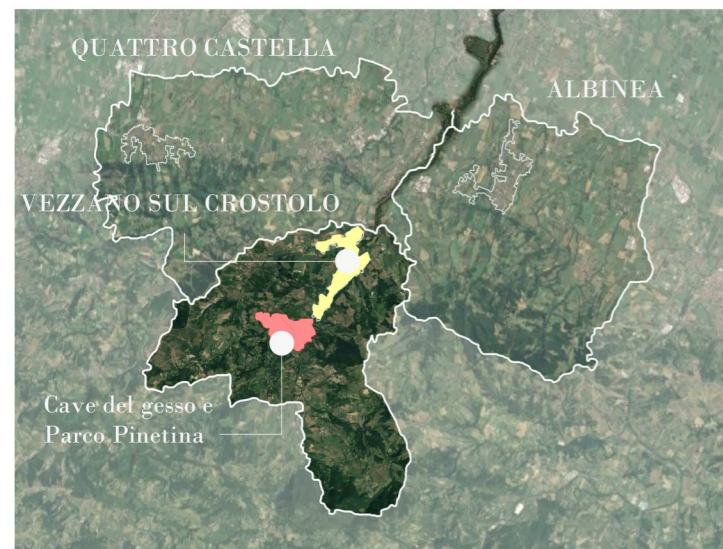 QUATTRO CASTELLA
ALBINEA
VEZZANO SUL CROSTOLO
Cave del gesso e
Parco Pinetina